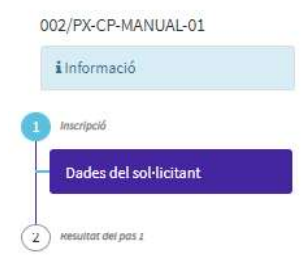 002/PX-CP-MANUAL-01
i Informació
1 Inscripció
Dades del sol·licitant
2 Resultat del pas 1